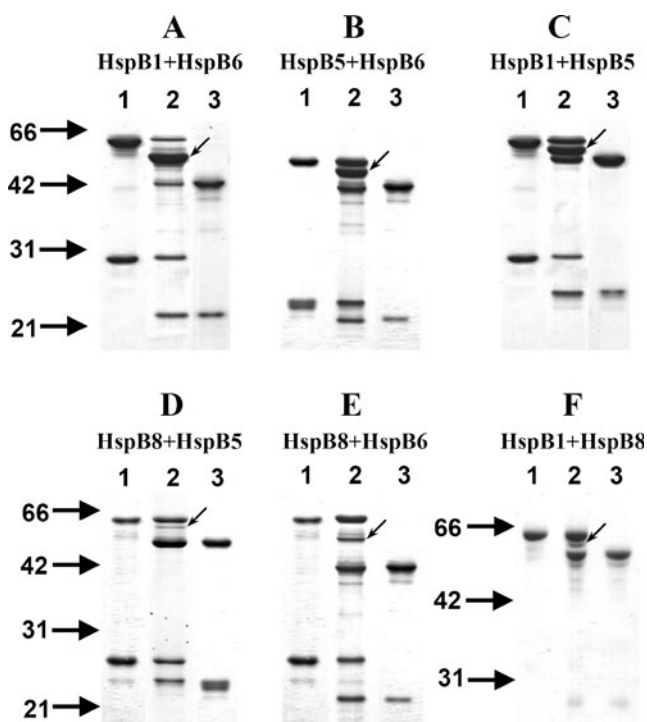 A B C
HspB1+HspB6 HspB5+HspB6 HspB1+HspB5
1 2 3 1 2 3 1 2 3
66
42
31
21
D E F
HspB8+HspB5 HspB8+HspB6 HspB1+HspB8
1 2 3 1 2 3 1 2 3
66 66
42 42
31 31
21